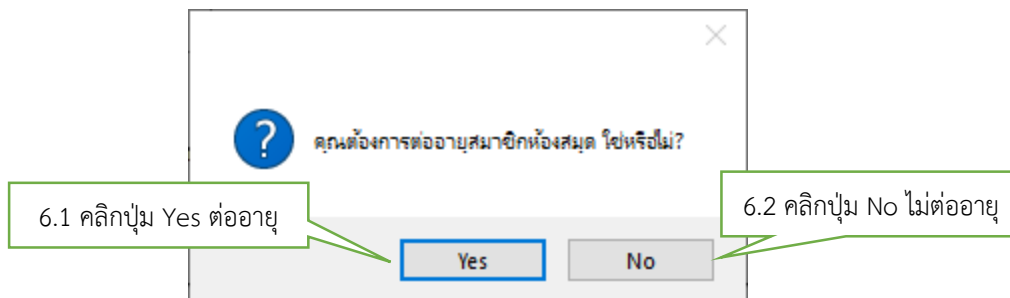 ?
คุณต้องการต่ออายุสมาชิกห้องสมุด ใช่หรือไม่?
6.1 คลิกปุ่ม Yes ต่ออายุ
6.2 คลิกปุ่ม No ไม่ต่ออายุ
Yes
No